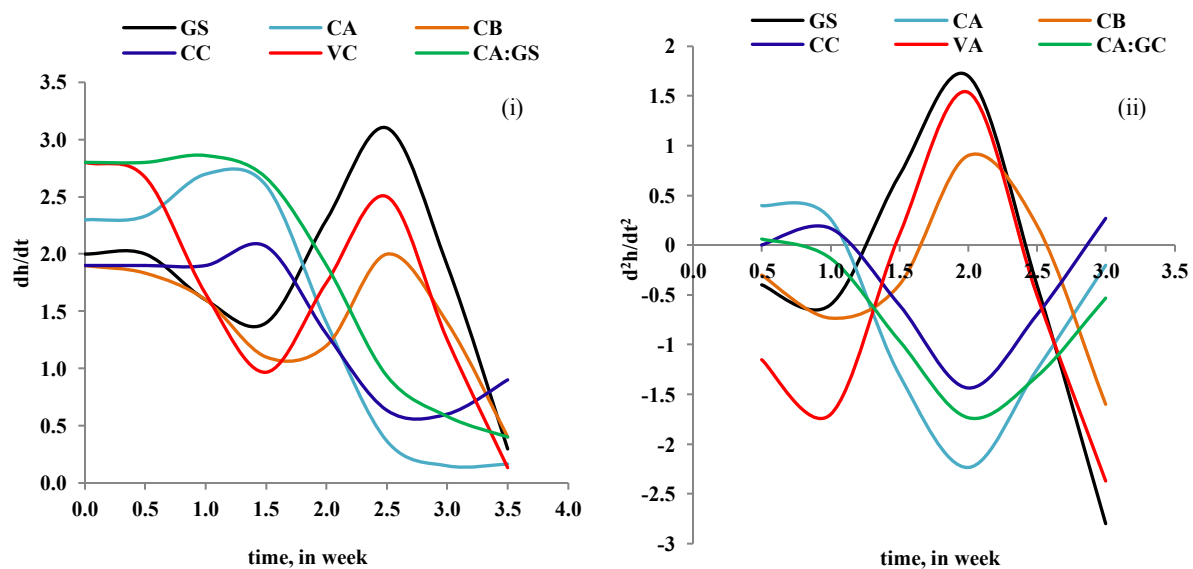 GS CA CB
CC VC CA:GS
(i)
dh/dt
3.5
3.0
2.5
2.0
1.5
1.0
0.5
0.0
0.0 0.5 1.0 1.5 2.0 2.5 3.0 3.5 4.0
time, in week
GS CA CB
CC VA CA:GC
(ii)
d²h/dt²
2
1.5
1
0.5
0
-0.5
-1
-1.5
-2
-2.5
-3
0.0 0.5 1.0 1.5 2.0 2.5 3.0 3.5
time, in week